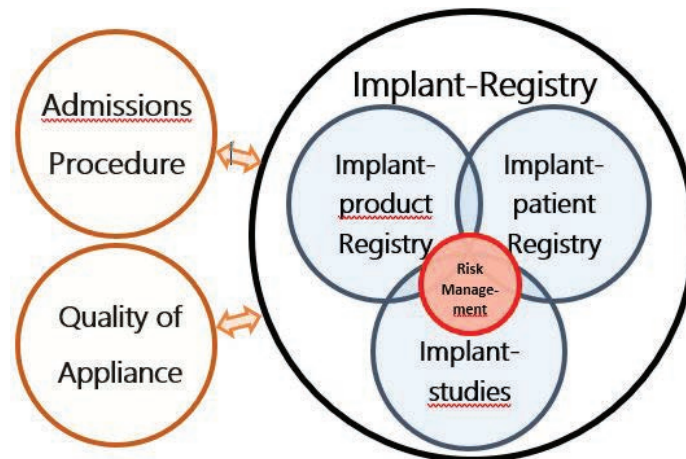 Admissions
Procedure
Quality of
Appliance
Implant-Registry
Implant-
product
Registry
Implant-
patient
Registry
Risk
Manage-
ment
Implant-
studies